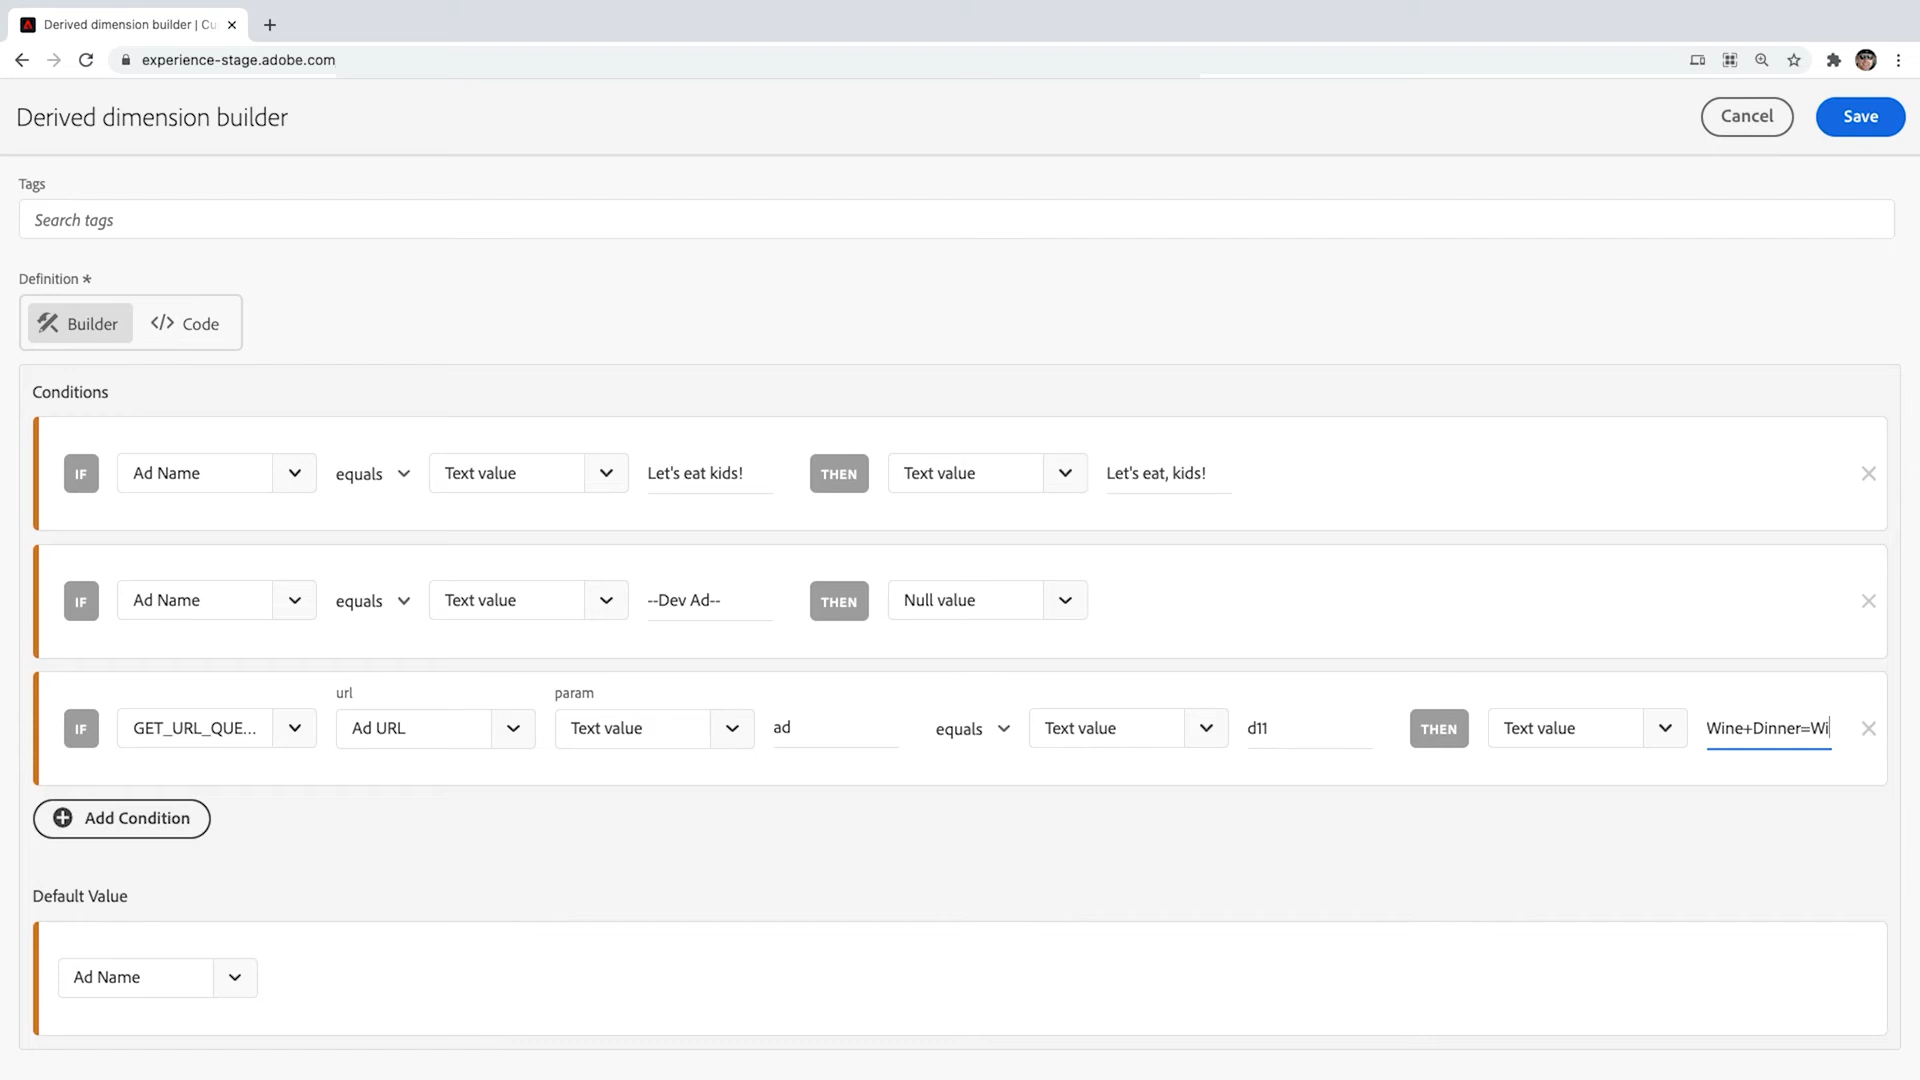 Derived dimension builder | Cu
experience-stage.adobe.com
Derived dimension builder
Cancel
Save
Tags
Search tags
Definition *
Builder
</> Code
Conditions
IF Ad Name equals Text value Let's eat kids! THEN Text value Let's eat, kids!
IF Ad Name equals Text value --Dev Ad-- THEN Null value
url param
IF GET_URL_QUE... Ad URL Text value ad equals Text value d11 THEN Text value Wine+Dinner=Wi
Add Condition
Default Value
Ad Name